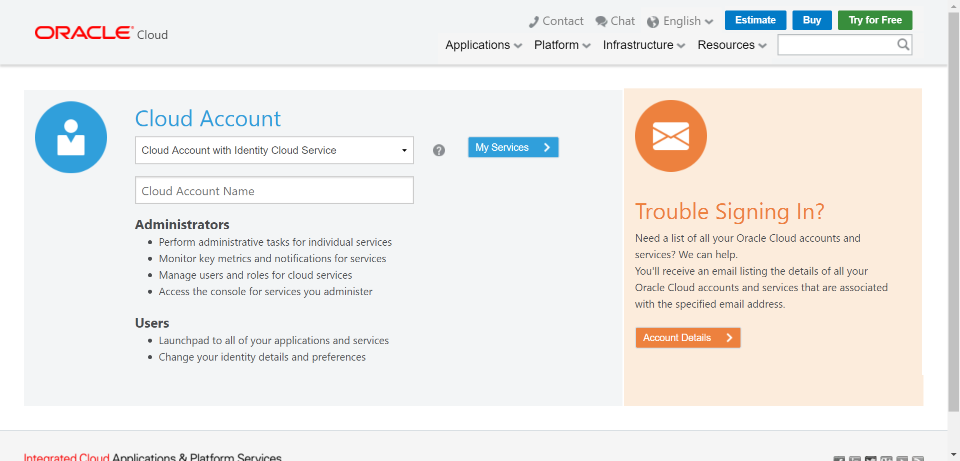 ORACLE Cloud
Contact Chat English Estimate Buy Try for Free
Applications Platform Infrastructure Resources
Cloud Account
Cloud Account with Identity Cloud Service
?
My Services
Cloud Account Name
Administrators
• Perform administrative tasks for individual services
• Monitor key metrics and notifications for services
• Manage users and roles for cloud services
• Access the console for services you administer
Users
• Launchpad to all of your applications and services
• Change your identity details and preferences
Trouble Signing In?
Need a list of all your Oracle Cloud accounts and
services? We can help.
You'll receive an email listing the details of all your
Oracle Cloud accounts and services that are associated
with the specified email address.
Account Details
Integrated Cloud Applications & Platform Services